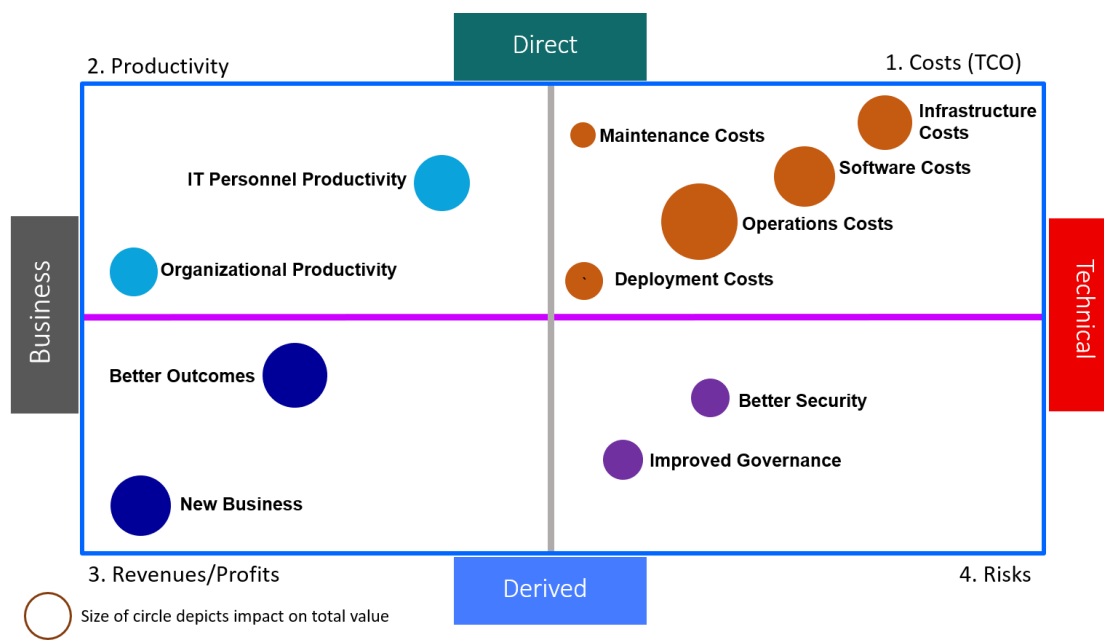 Direct
2. Productivity
1. Costs (TCO)
Infrastructure
Costs
Maintenance Costs
Software Costs
IT Personnel Productivity
Operations Costs
Organizational Productivity
Deployment Costs
Business
Technical
Better Outcomes
Better Security
Improved Governance
New Business
3. Revenues/Profits
Derived
4. Risks
Size of circle depicts impact on total value